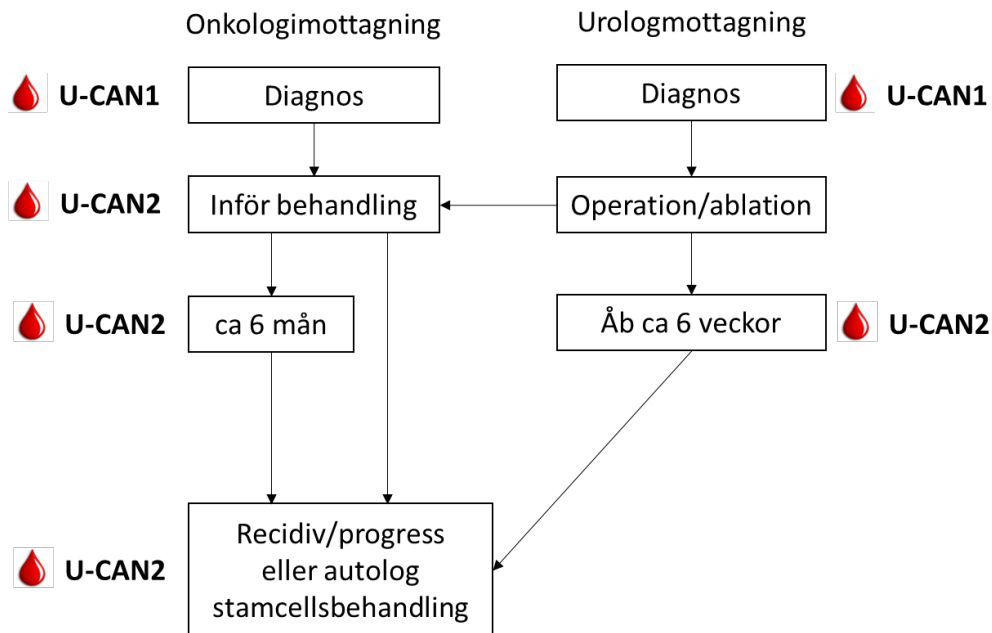 Onkologimottagning
Urologmottagning
U-CAN1
Diagnos
Diagnos
U-CAN1
U-CAN2
Inför behandling
Operation/ablation
U-CAN2
ca 6 mån
Åb ca 6 veckor
U-CAN2
U-CAN2
Recidiv/progress
eller autolog
stamcellsbehandling